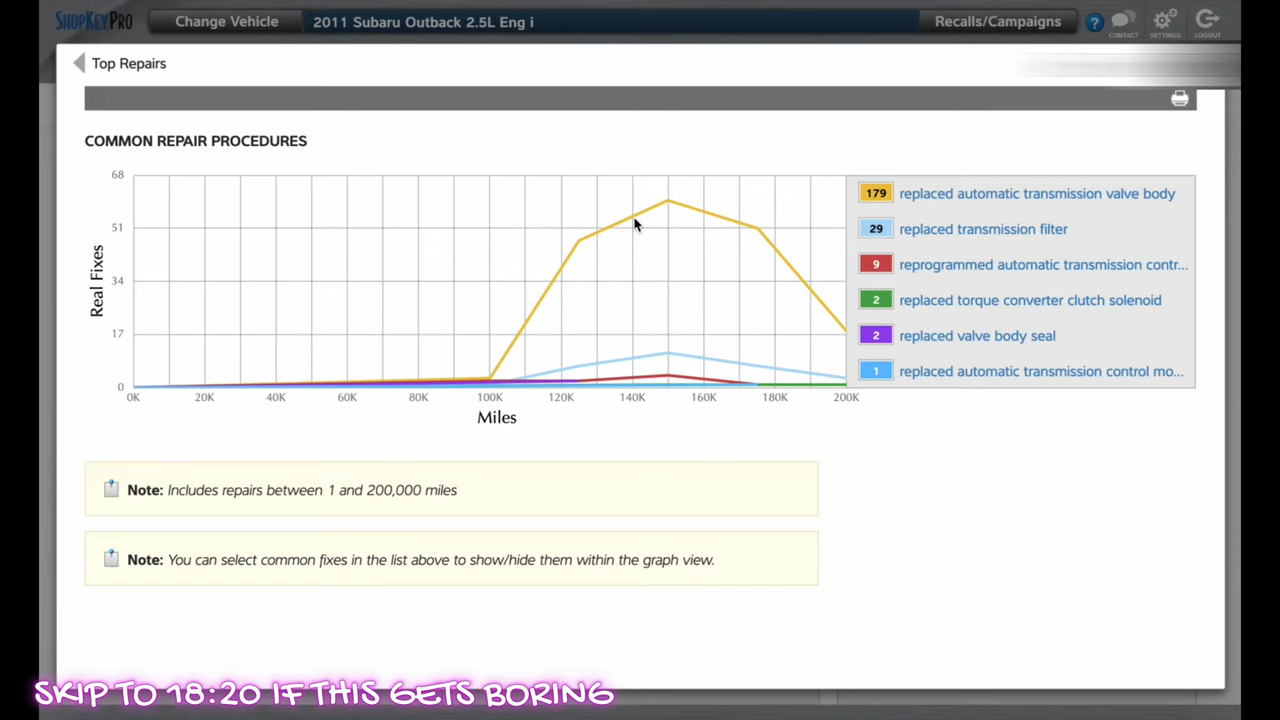 SHOPKEYPRO Change Vehicle 2011 Subaru Outback 2.5L Eng i Recalls/Campaigns ? CONTACT SETTINGS LOGOUT
Top Repairs
COMMON REPAIR PROCEDURES
68
51
34
17
0
Real Fixes
0K 20K 40K 60K 80K 100K 120K 140K 160K 180K 200K
Miles
179 replaced automatic transmission valve body
29 replaced transmission filter
9 reprogrammed automatic transmission contr...
2 replaced torque converter clutch solenoid
2 replaced valve body seal
1 replaced automatic transmission control mo...
Note: Includes repairs between 1 and 200,000 miles
Note: You can select common fixes in the list above to show/hide them within the graph view.
SKIP TO 18:20 IF THIS GETS BORING